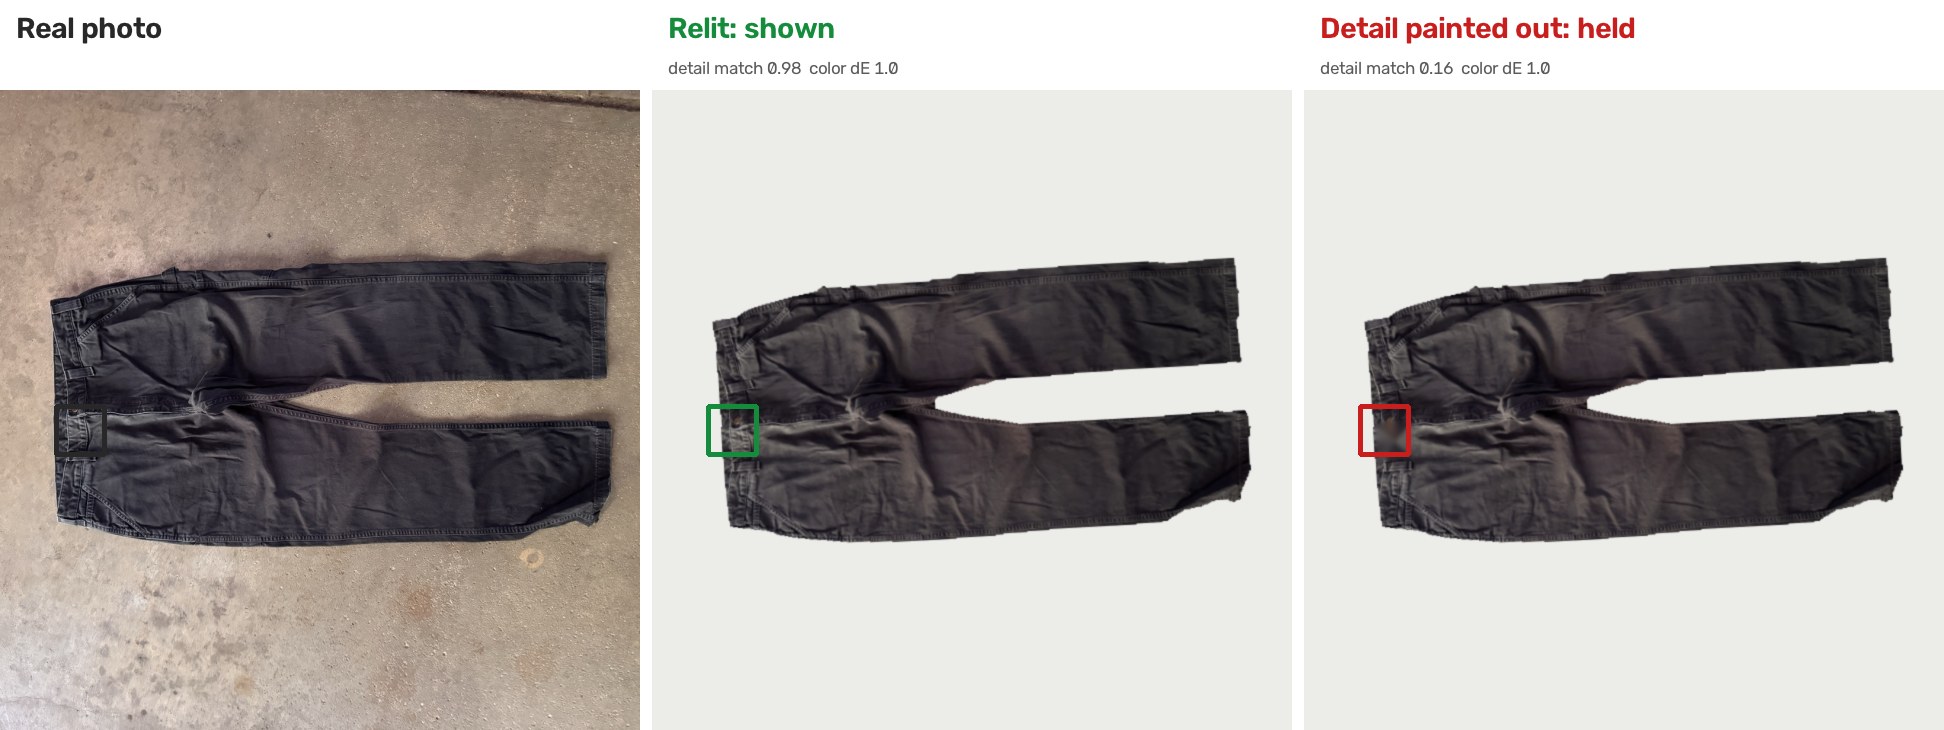 Real photo
Relit: shown
detail match 0.98 color dE 1.0
Detail painted out: held
detail match 0.16 color dE 1.0